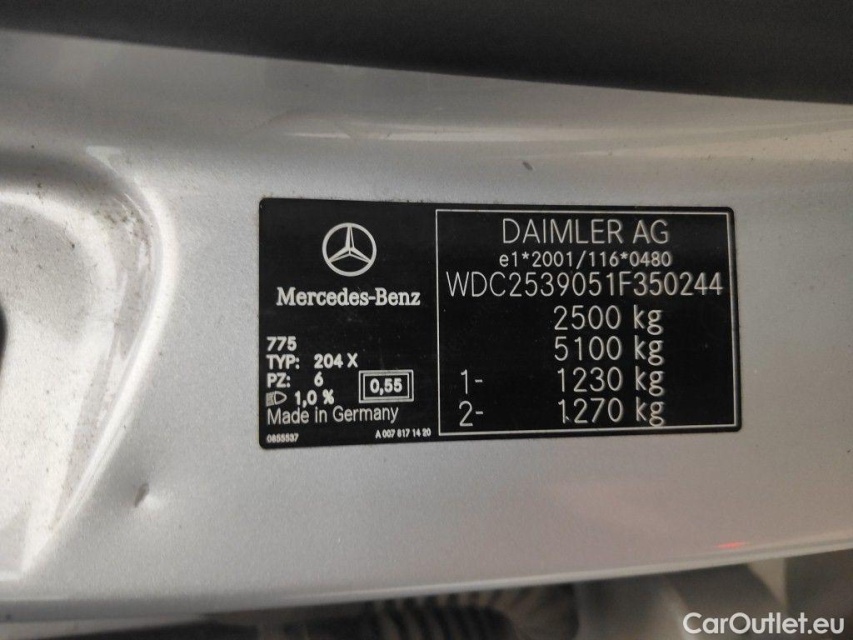 Mercedes-Benz
775
TYP: 204 X
PZ: 6
1,0 %
0,55
Made in Germany
0855537
A 007 817 14 20
DAIMLER AG
e1*2001/116*0480
WDC2539051F350244
2500 kg
5100 kg
1- 1230 kg
2- 1270 kg
CarOutlet.eu